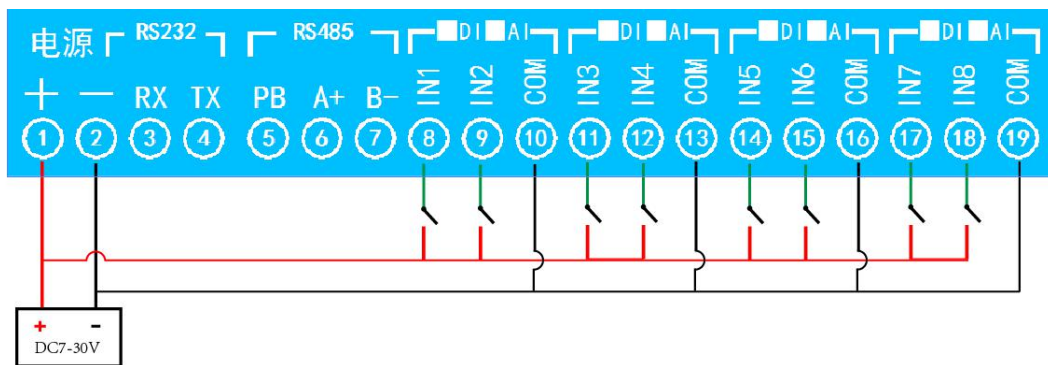 电源 RS232 RS485 DI AI DI AI DI AI DI AI
+ — RX TX PB A+ B- IN1 IN2 COM IN3 IN4 COM IN5 IN6 COM IN7 IN8 COM
1 2 3 4 5 6 7 8 9 10 11 12 13 14 15 16 17 18 19
+ -
DC7-30V